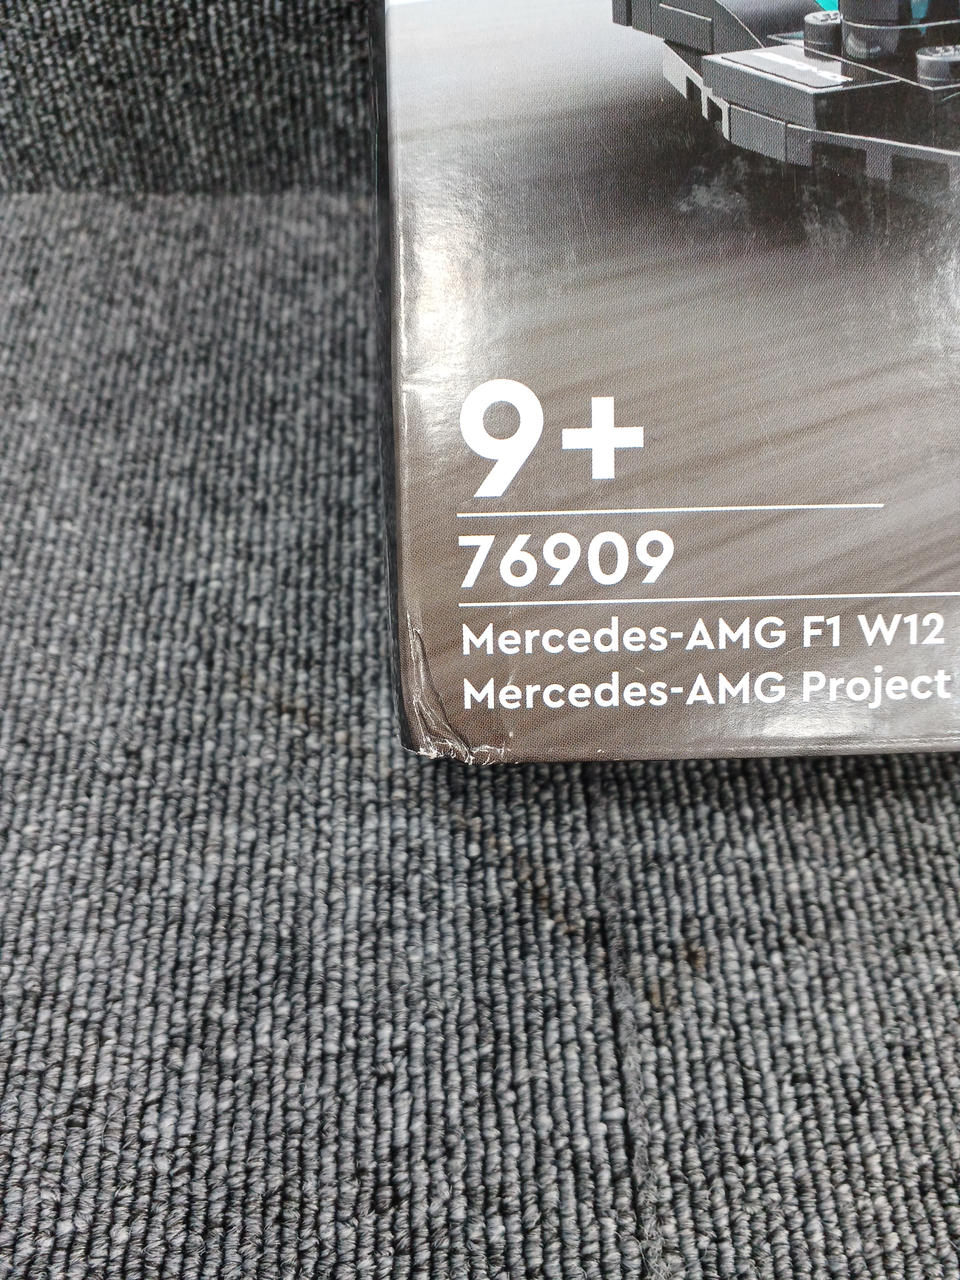 9+
76909
Mercedes-AMG F1 W12
Mercedes-AMG Project